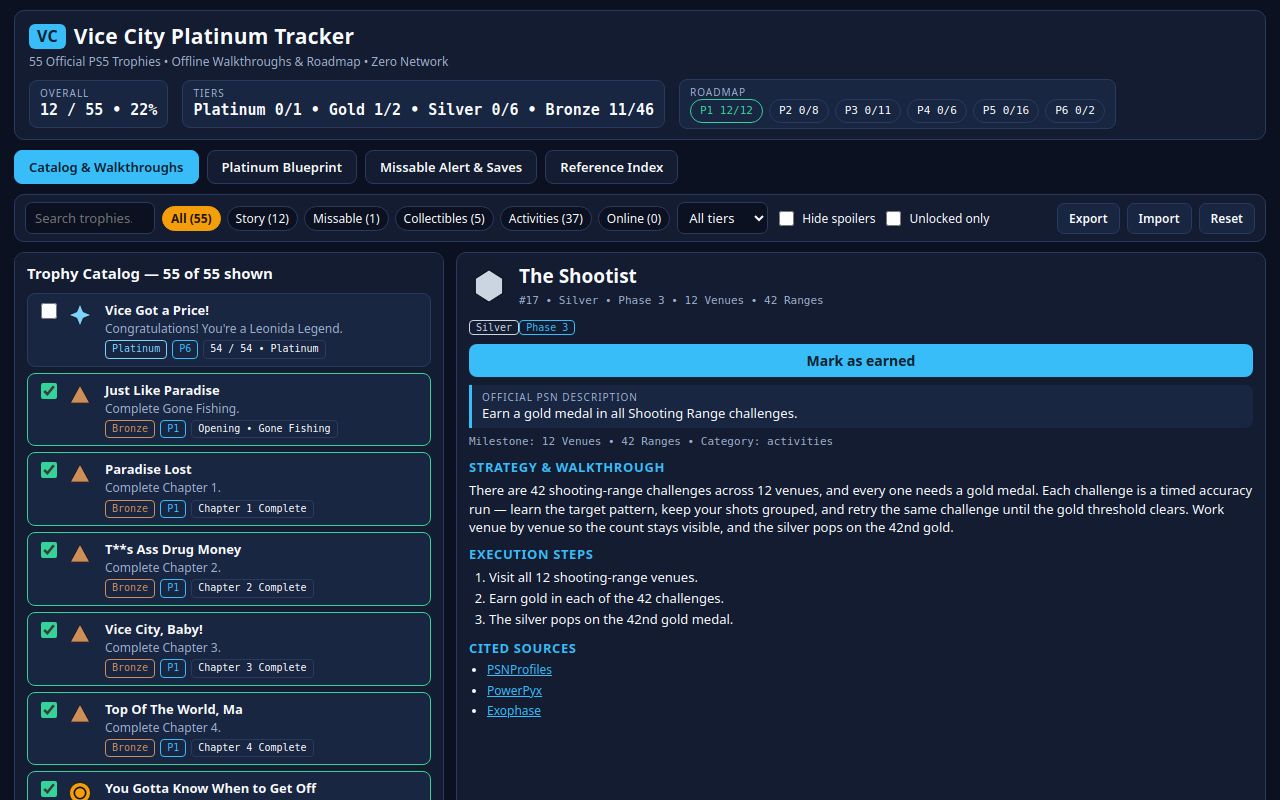 VC Vice City Platinum Tracker
55 Official PS5 Trophies • Offline Walkthroughs & Roadmap • Zero Network
OVERALL
12 / 55 • 22%
TIERS
Platinum 0/1 • Gold 1/2 • Silver 0/6 • Bronze 11/46
ROADMAP
P1 12/12 P2 0/8 P3 0/11 P4 0/6 P5 0/16 P6 0/2
Catalog & Walkthroughs Platinum Blueprint Missable Alert & Saves Reference Index
Search trophies. All (55) Story (12) Missable (1) Collectibles (5) Activities (37) Online (0) All tiers Hide spoilers Unlocked only Export Import Reset
Trophy Catalog — 55 of 55 shown
Vice Got a Price!
Congratulations! You're a Leonida Legend.
Platinum P6 54 / 54 • Platinum
Just Like Paradise
Complete Gone Fishing.
Bronze P1 Opening • Gone Fishing
Paradise Lost
Complete Chapter 1.
Bronze P1 Chapter 1 Complete
T**s Ass Drug Money
Complete Chapter 2.
Bronze P1 Chapter 2 Complete
Vice City, Baby!
Complete Chapter 3.
Bronze P1 Chapter 3 Complete
Top Of The World, Ma
Complete Chapter 4.
Bronze P1 Chapter 4 Complete
You Gotta Know When to Get Off
The Shootist
#17 • Silver • Phase 3 • 12 Venues • 42 Ranges
Silver Phase 3
Mark as earned
OFFICIAL PSN DESCRIPTION
Earn a gold medal in all Shooting Range challenges.
Milestone: 12 Venues • 42 Ranges • Category: activities
STRATEGY & WALKTHROUGH
There are 42 shooting-range challenges across 12 venues, and every one needs a gold medal. Each challenge is a timed accuracy
run — learn the target pattern, keep your shots grouped, and retry the same challenge until the gold threshold clears. Work
venue by venue so the count stays visible, and the silver pops on the 42nd gold.
EXECUTION STEPS
1. Visit all 12 shooting-range venues.
2. Earn gold in each of the 42 challenges.
3. The silver pops on the 42nd gold medal.
CITED SOURCES
• PSNProfiles
• PowerPyx
• Exophase